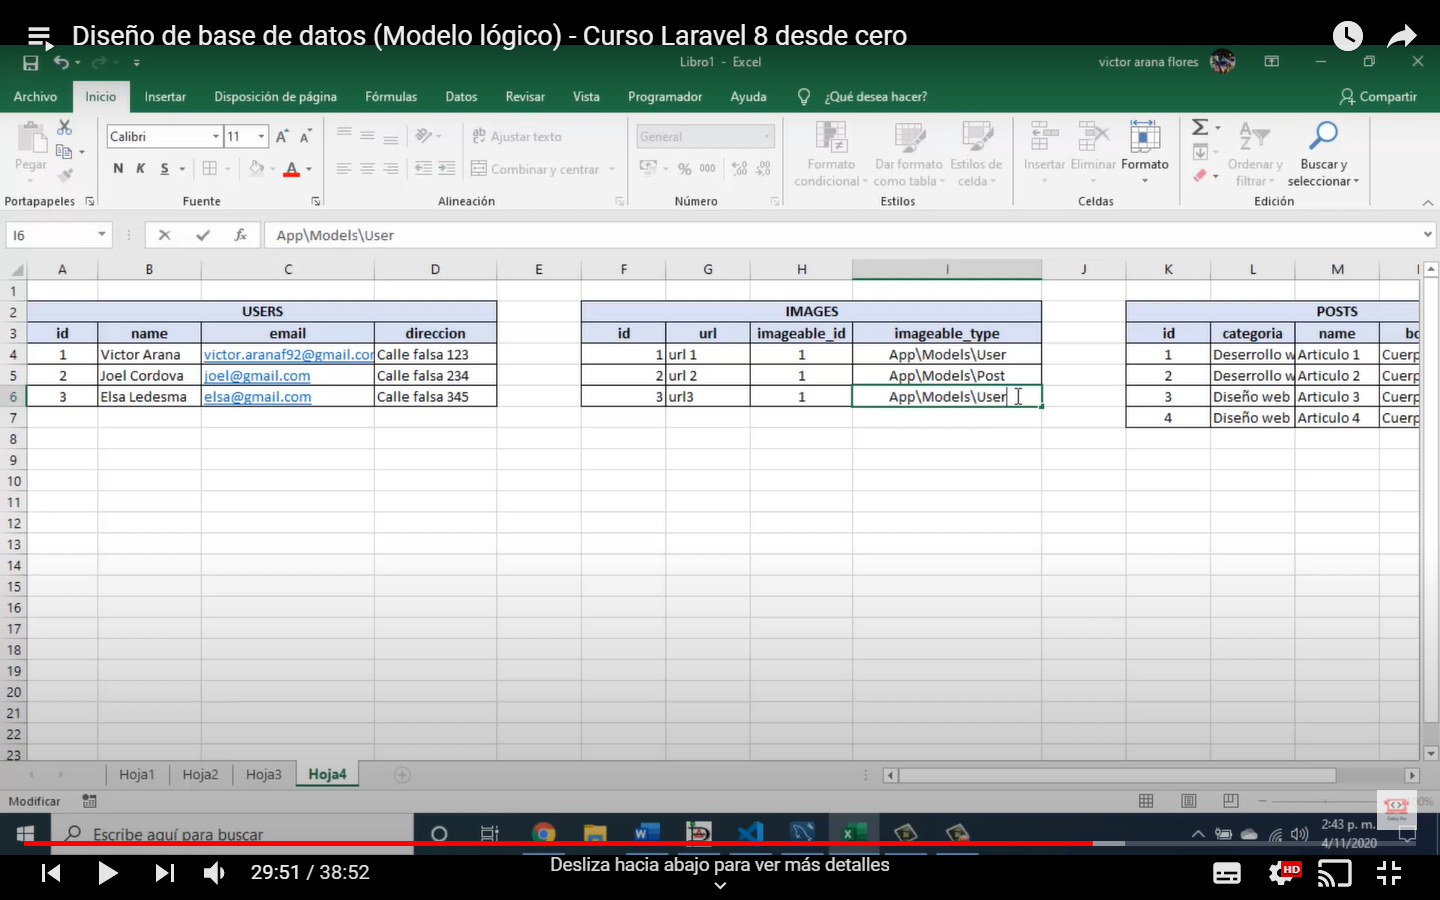 Diseño de base de datos (Modelo lógico) - Curso Laravel 8 desde cero
Libro1 - Excel
victor arana flores
Archivo Inicio Insertar Disposición de página Fórmulas Datos Revisar Vista Programador Ayuda ¿Qué desea hacer? Compartir
Pegar
Calibri 11
Ajustar texto
General
Formato condicional
Dar formato como tabla
Estilos de celda
Insertar Eliminar Formato
Ordenar y filtrar
Buscar y seleccionar
N K S A
Combinar y centrar
% 000
Portapapeles Fuente Alineación Número Estilos Celdas Edición
I6 fx App\Models\User
A B C D E F G H I J K L M
1
2 USERS IMAGES POSTS
3 id name email direccion id url imageable_id imageable_type id categoria name bc
4 1 Victor Arana victor.aranaf92@gmail.com Calle falsa 123 1 url 1 1 App\Models\User 1 Deserrollo w Articulo 1 Cuerp
5 2 Joel Cordova joel@gmail.com Calle falsa 234 2 url 2 1 App\Models\Post 2 Deserrollo w Articulo 2 Cuerp
6 3 Elsa Ledesma elsa@gmail.com Calle falsa 345 3 url3 1 App\Models\User 3 Diseño web Articulo 3 Cuerp
7 4 Diseño web Articulo 4 Cuerp
8
9
10
11
12
13
14
15
16
17
18
19
20
21
22
23
Hoja1 Hoja2 Hoja3 Hoja4
Modificar
Escribe aquí para buscar
2:43 p. m.
4/11/2020
29:51 / 38:52
Desliza hacia abajo para ver más detalles
HD